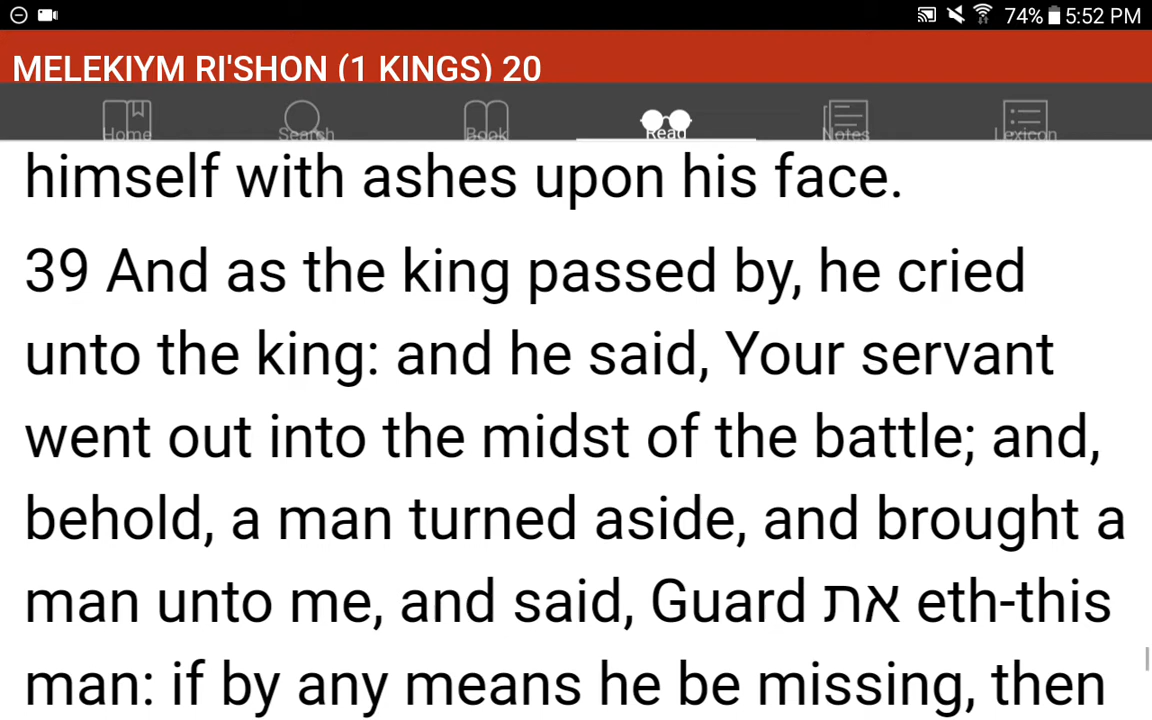 74% 5:52 PM
MELEKIYM RI'SHON (1 KINGS) 20
Home Search Book Read Notes Lexicon
himself with ashes upon his face.
39 And as the king passed by, he cried
unto the king: and he said, Your servant
went out into the midst of the battle; and,
behold, a man turned aside, and brought a
man unto me, and said, Guard את eth-this
man: if by any means he be missing, then